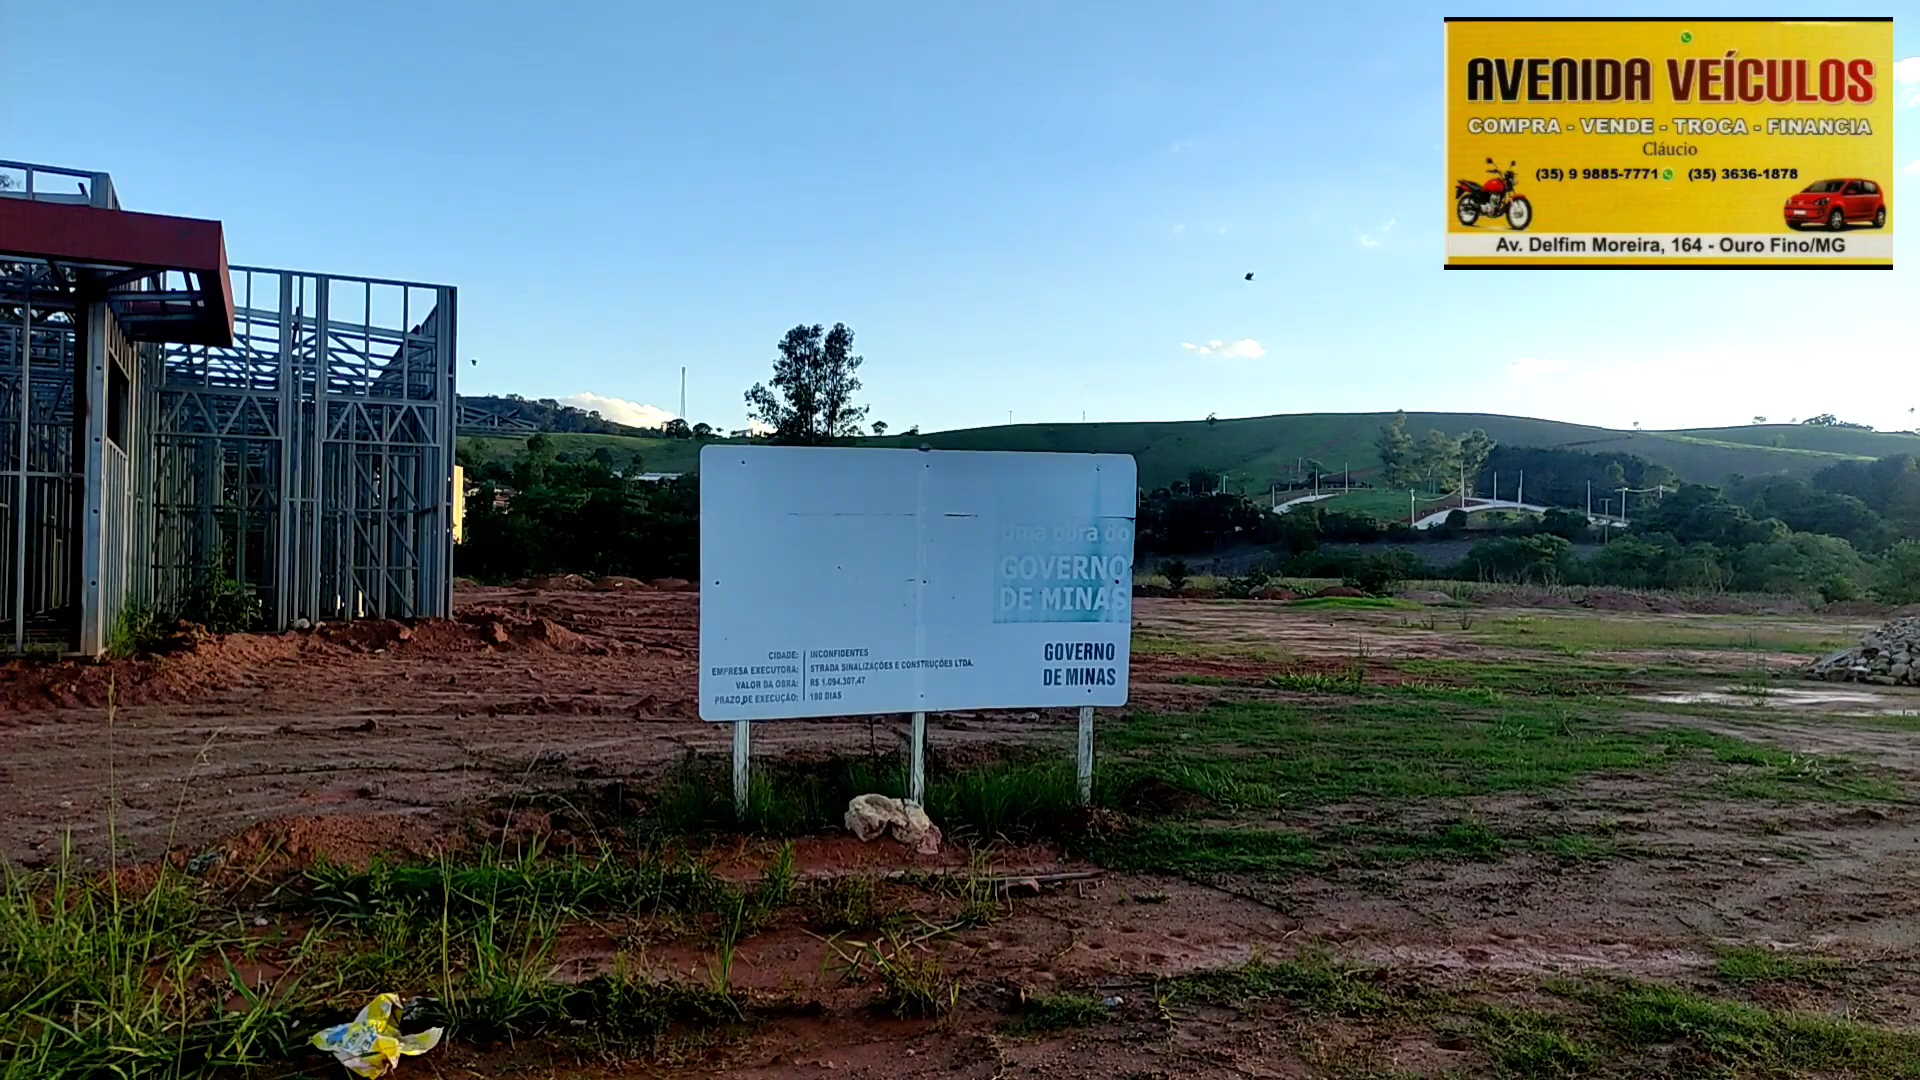 AVENIDA VEÍCULOS
COMPRA - VENDE - TROCA - FINANCIA
Cláucio
(35) 9 9885-7771 (35) 3636-1878
Av. Delfim Moreira, 164 - Ouro Fino/MG
Uma obra do
GOVERNO
DE MINAS
CIDADE: INCONFIDENTES
EMPRESA EXECUTORA: STRADA SINALIZAÇÕES E CONSTRUÇÕES LTDA.
VALOR DA OBRA: R$ 1.094.307,47
PRAZO DE EXECUÇÃO: 180 DIAS
GOVERNO
DE MINAS